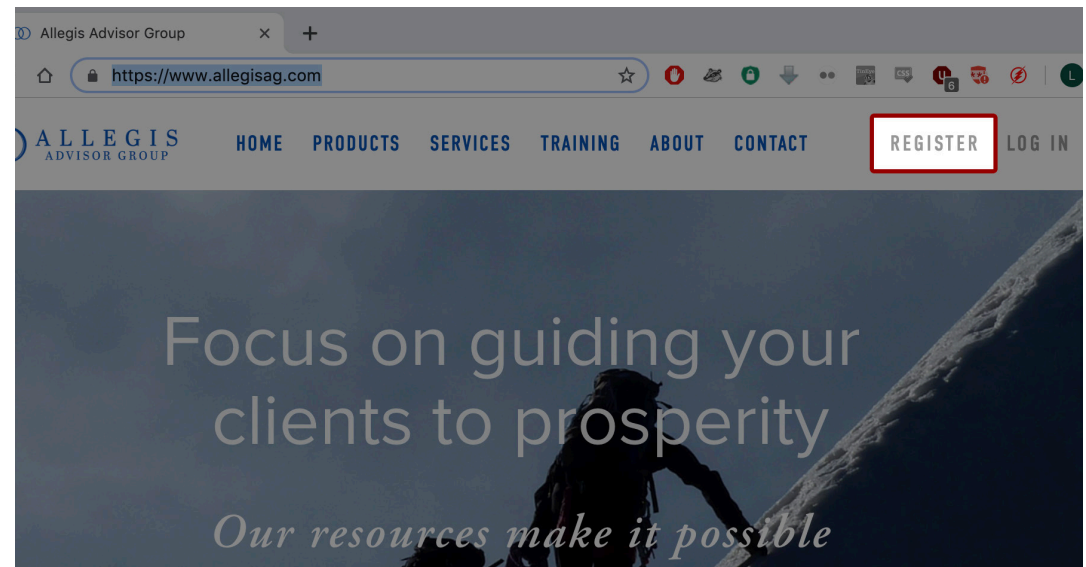 Allegis Advisor Group
https://www.allegisag.com
6
L
ALLEGIS
ADVISOR GROUP
HOME PRODUCTS SERVICES TRAINING ABOUT CONTACT REGISTER LOG IN
Focus on guiding your
clients to prosperity
Our resources make it possible